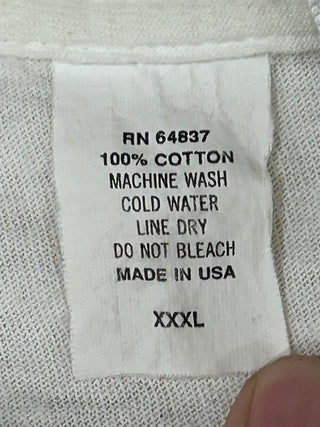 RN 64837
100% COTTON
MACHINE WASH
COLD WATER
LINE DRY
DO NOT BLEACH
MADE IN USA
XXXL